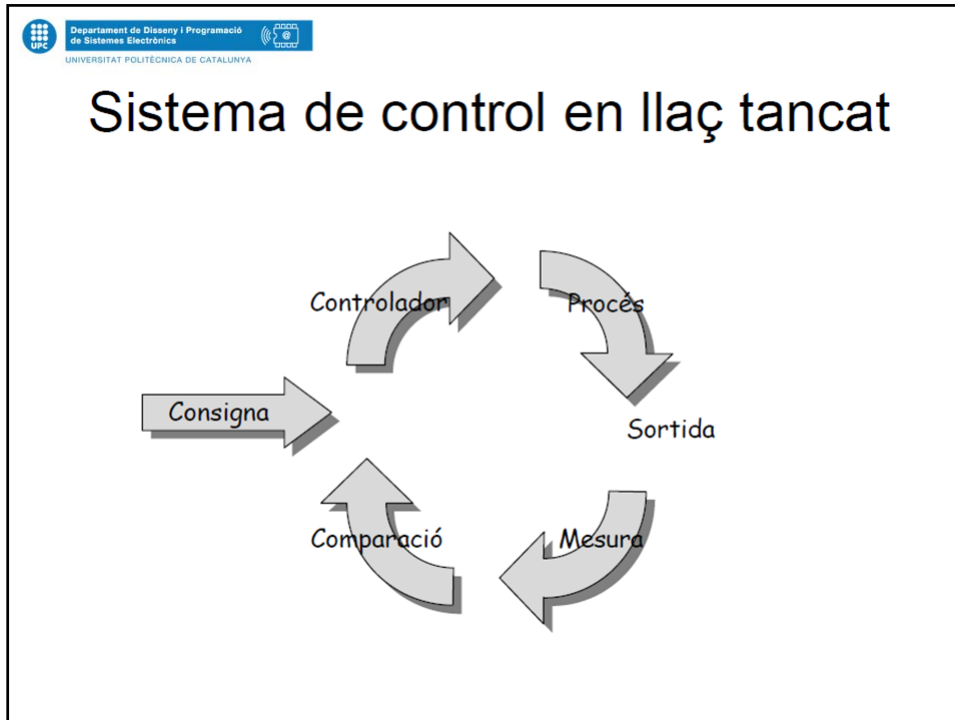 UPC
Departament de Disseny i Programació
de Sistemes Electrònics
UNIVERSITAT POLITÈCNICA DE CATALUNYA
Sistema de control en llaç tancat
Controlador
Procés
Consigna
Sortida
Comparació
Mesura